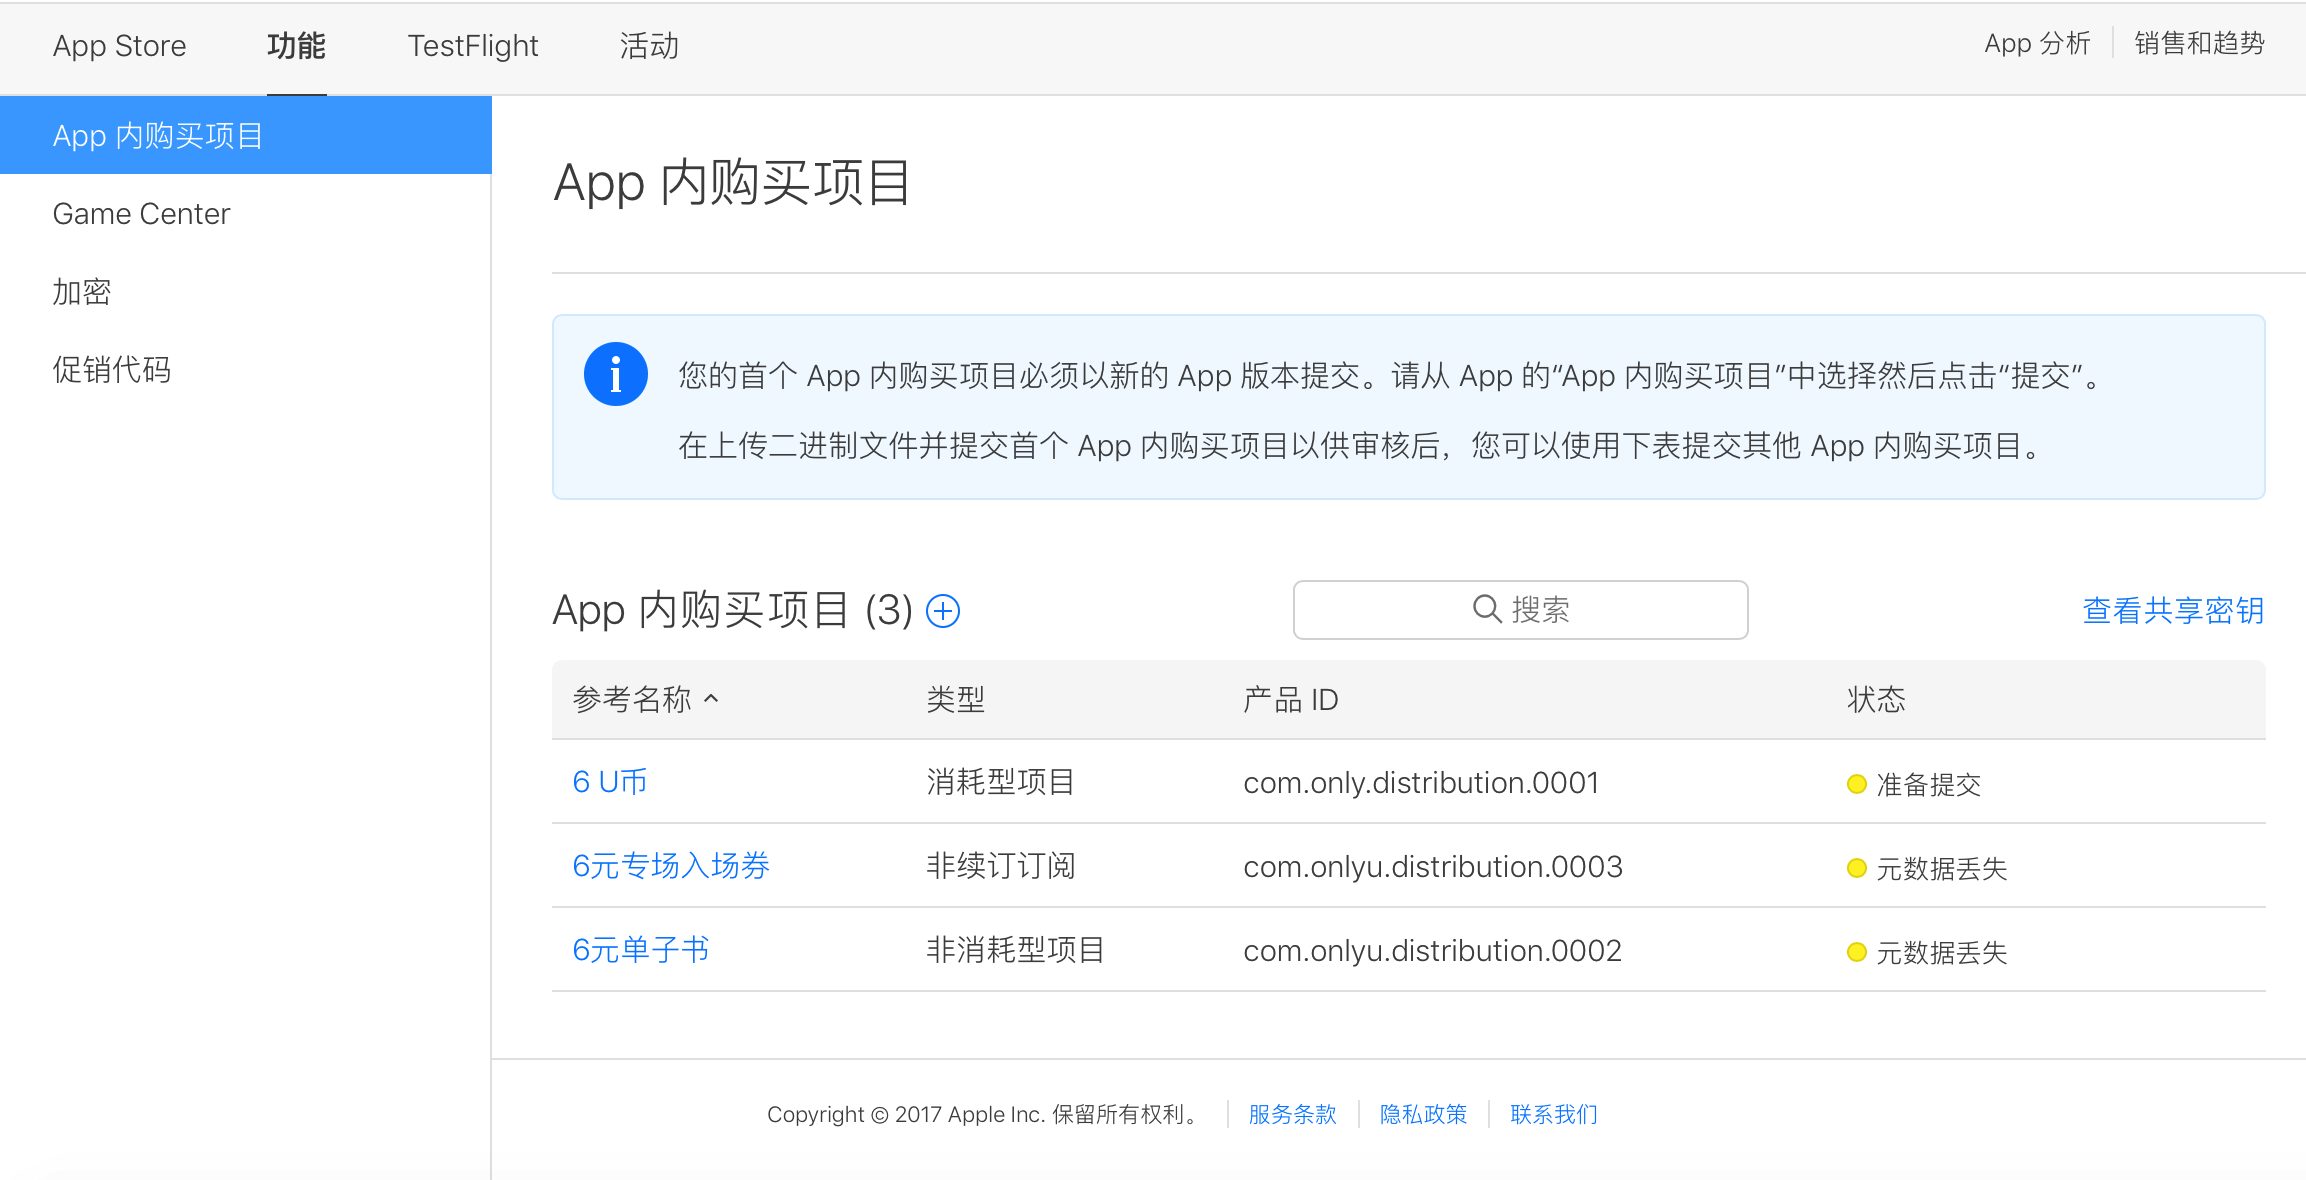 App Store 功能 TestFlight 活动 App 分析 销售和趋势
App 内购买项目
Game Center
加密
促销代码
App 内购买项目
您的首个 App 内购买项目必须以新的 App 版本提交。请从 App 的“App 内购买项目”中选择然后点击“提交”。
在上传二进制文件并提交首个 App 内购买项目以供审核后，您可以使用下表提交其他 App 内购买项目。
App 内购买项目 (3) 搜索 查看共享密钥
参考名称 类型 产品 ID 状态
6 U币 消耗型项目 com.only.distribution.0001 准备提交
6元专场入场券 非续订订阅 com.onlyu.distribution.0003 元数据丢失
6元单子书 非消耗型项目 com.onlyu.distribution.0002 元数据丢失
Copyright © 2017 Apple Inc. 保留所有权利。 服务条款 隐私政策 联系我们